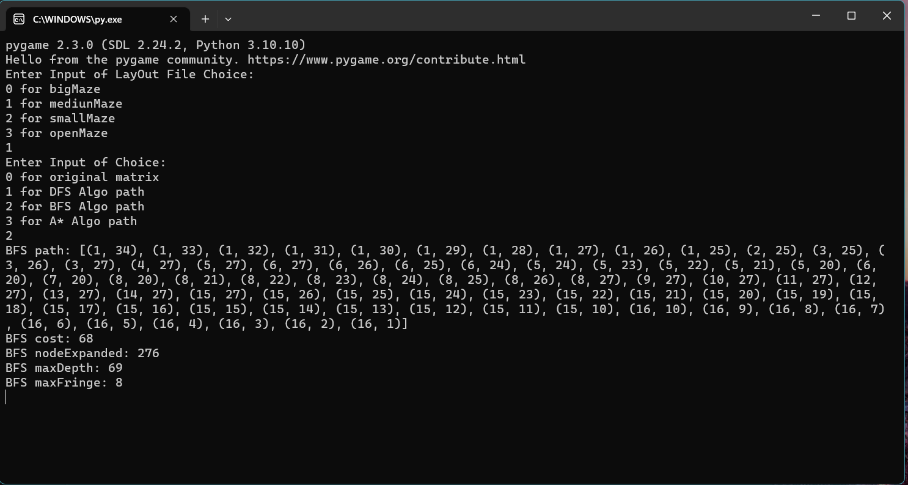 C:\WINDOWS\py.exe
pygame 2.3.0 (SDL 2.24.2, Python 3.10.10)
Hello from the pygame community. https://www.pygame.org/contribute.html
Enter Input of LayOut File Choice:
0 for bigMaze
1 for mediunMaze
2 for smallMaze
3 for openMaze
1
Enter Input of Choice:
0 for original matrix
1 for DFS Algo path
2 for BFS Algo path
3 for A* Algo path
2
BFS path: [(1, 34), (1, 33), (1, 32), (1, 31), (1, 30), (1, 29), (1, 28), (1, 27), (1, 26), (1, 25), (2, 25), (3, 25), (
3, 26), (3, 27), (4, 27), (5, 27), (6, 27), (6, 26), (6, 25), (6, 24), (5, 24), (5, 23), (5, 22), (5, 21), (5, 20), (6,
20), (7, 20), (8, 20), (8, 21), (8, 22), (8, 23), (8, 24), (8, 25), (8, 26), (8, 27), (9, 27), (10, 27), (11, 27), (12,
27), (13, 27), (14, 27), (15, 27), (15, 26), (15, 25), (15, 24), (15, 23), (15, 22), (15, 21), (15, 20), (15, 19), (15,
18), (15, 17), (15, 16), (15, 15), (15, 14), (15, 13), (15, 12), (15, 11), (15, 10), (16, 10), (16, 9), (16, 8), (16, 7)
, (16, 6), (16, 5), (16, 4), (16, 3), (16, 2), (16, 1)]
BFS cost: 68
BFS nodeExpanded: 276
BFS maxDepth: 69
BFS maxFringe: 8